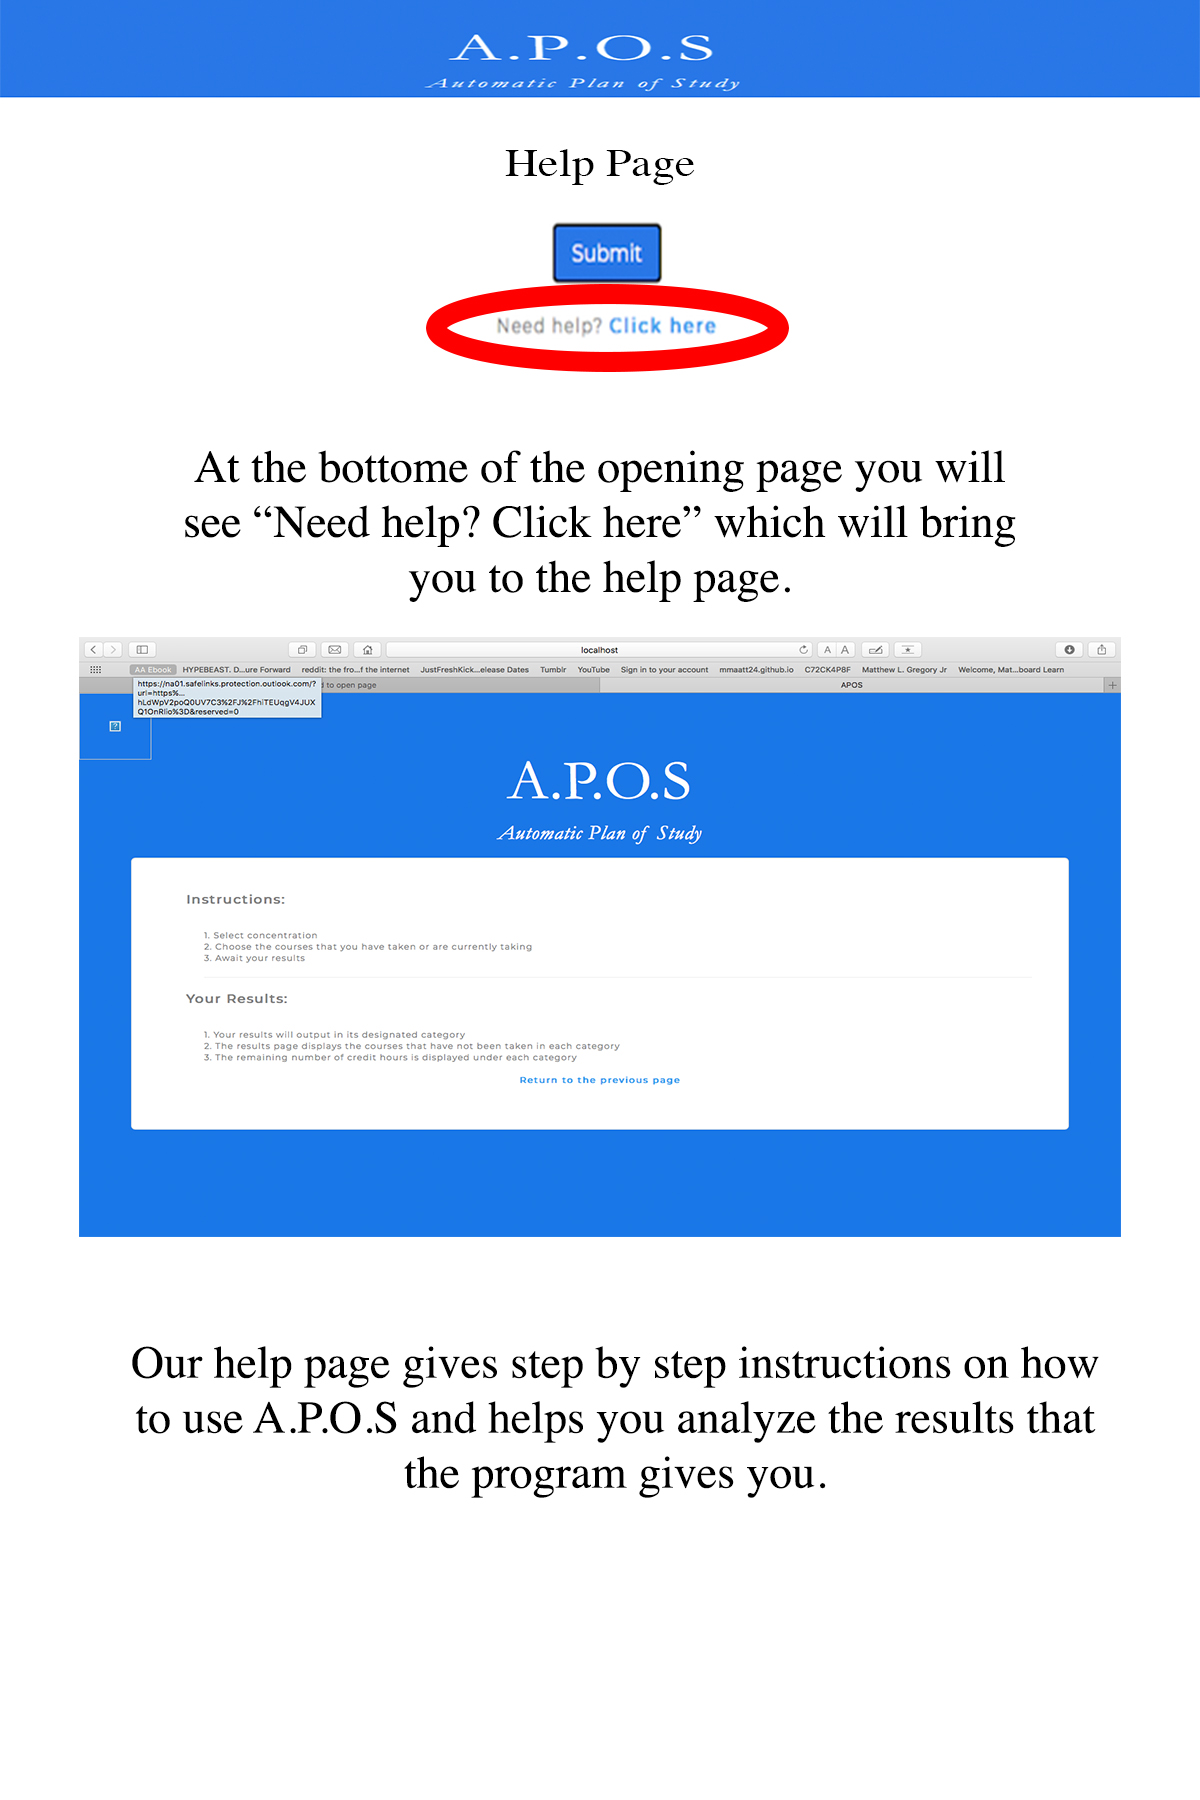 A.P.O.S
Automatic Plan of Study
Help Page
Submit
Need help? Click here
At the bottome of the opening page you will
see “Need help? Click here” which will bring
you to the help page.
localhost
A A
AA Ebook HYPEBEAST. D...ure Forward reddit: the fro...f the internet JustFreshKick...elease Dates Tumblr YouTube Sign in to your account mmaatt24.github.io C72CK4P8F Matthew L. Gregory Jr Welcome, Mat...board Learn
to open page APOS
https://na01.safelinks.protection.outlook.com/?
url=https%...
A.P.O.S
Automatic Plan of Study
Instructions:
1. Select concentration
2. Choose the courses that you have taken or are currently taking
3. Await your results
Your Results:
1. Your results will output in its designated category
2. The results page displays the courses that have not been taken in each category
3. The remaining number of credit hours is displayed under each category
Return to the previous page
Our help page gives step by step instructions on how
to use A.P.O.S and helps you analyze the results that
the program gives you.